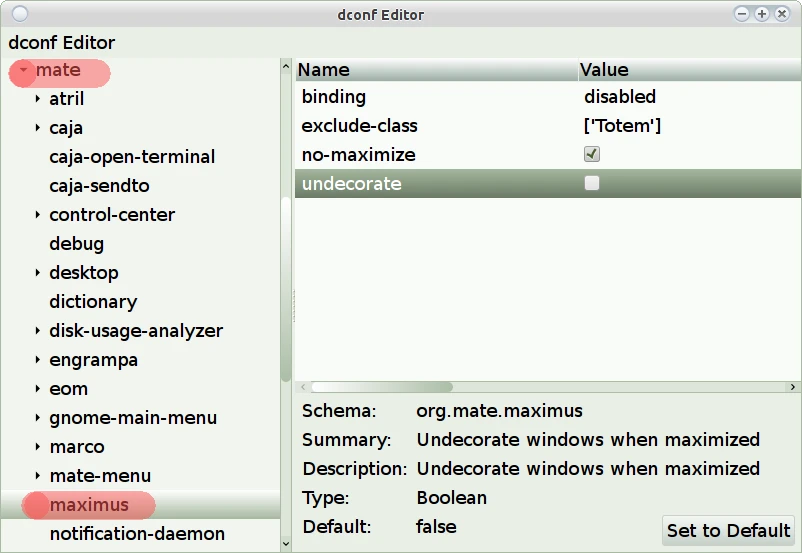 dconf Editor
dconf Editor
mate
atril
caja
caja-open-terminal
caja-sendto
control-center
debug
desktop
dictionary
disk-usage-analyzer
engrampa
eom
gnome-main-menu
marco
mate-menu
maximus
notification-daemon
Name Value
binding disabled
exclude-class ['Totem']
no-maximize
undecorate
Schema: org.mate.maximus
Summary: Undecorate windows when maximized
Description: Undecorate windows when maximized
Type: Boolean
Default: false
Set to Default